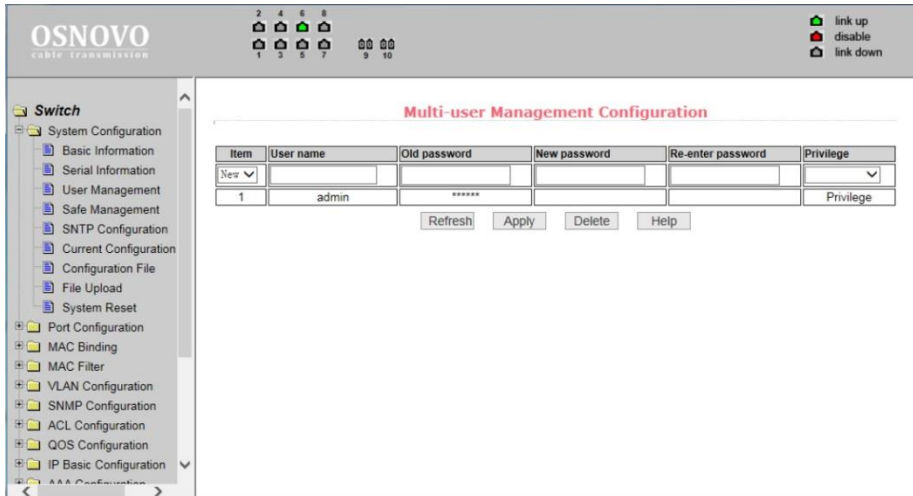 OSNOVO
cable transmission
2 4 6 8
1 3 5 7 9 10
link up
disable
link down
Switch
System Configuration
Basic Information
Serial Information
User Management
Safe Management
SNTP Configuration
Current Configuration
Configuration File
File Upload
System Reset
Port Configuration
MAC Binding
MAC Filter
VLAN Configuration
SNMP Configuration
ACL Configuration
QOS Configuration
IP Basic Configuration
AAA Configuration
Multi-user Management Configuration
Item User name Old password New password Re-enter password Privilege
New
1 admin ****** Privilege
Refresh Apply Delete Help